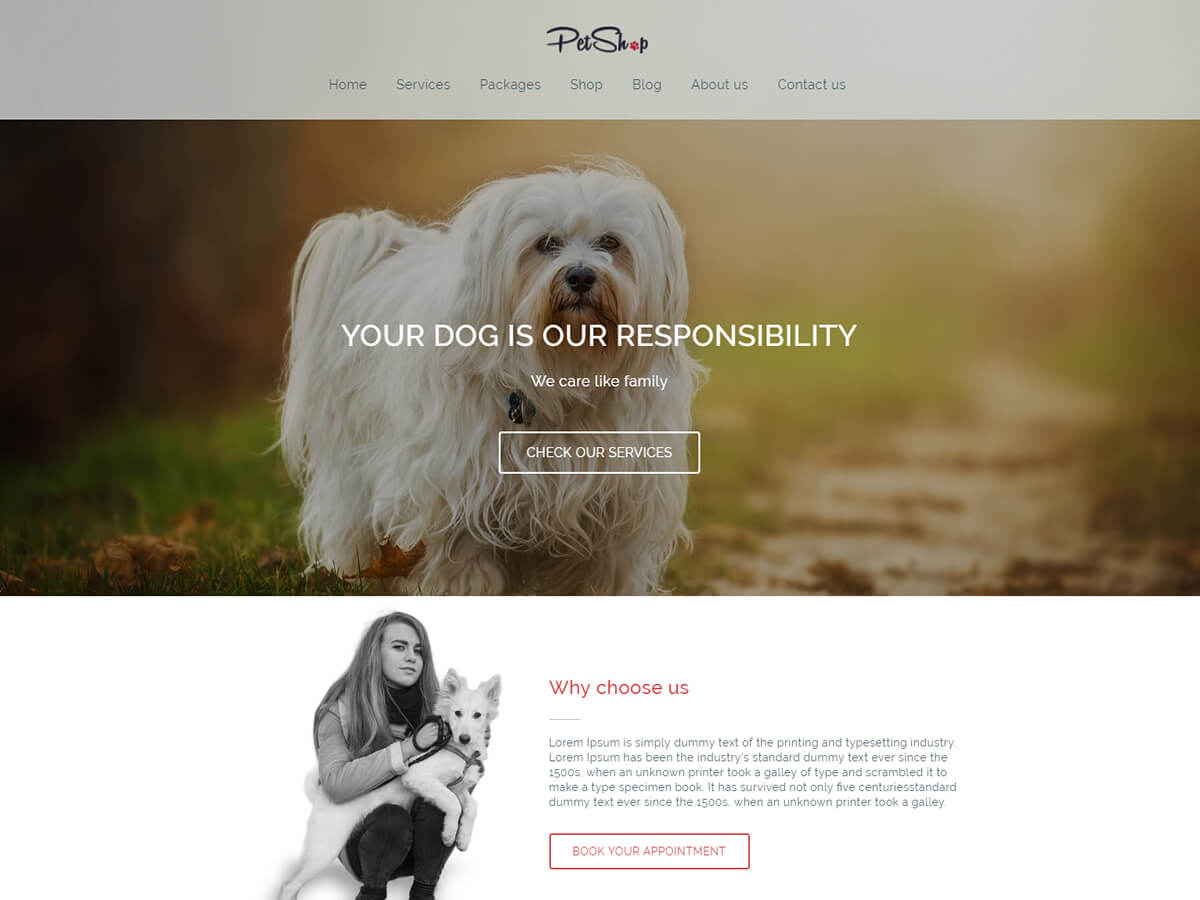 PetShop
Home Services Packages Shop Blog About us Contact us
YOUR DOG IS OUR RESPONSIBILITY
We care like family
CHECK OUR SERVICES
Why choose us
Lorem Ipsum is simply dummy text of the printing and typesetting industry.
Lorem Ipsum has been the industry's standard dummy text ever since the
1500s, when an unknown printer took a galley of type and scrambled it to
make a type specimen book. It has survived not only five centuriesstandard
dummy text ever since the 1500s, when an unknown printer took a galley.
BOOK YOUR APPOINTMENT